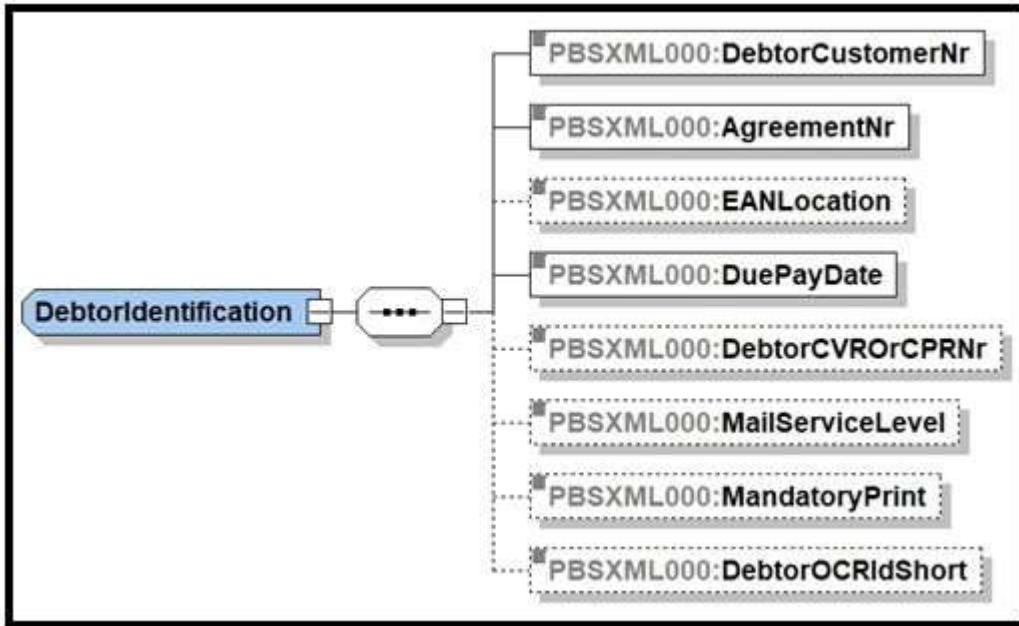 PBSXML000:DebtorCustomerNr
PBSXML000:AgreementNr
PBSXML000:EANLocation
PBSXML000:DuePayDate
DebtorIdentification
PBSXML000:DebtorCVROrCPRNr
PBSXML000:MailServiceLevel
PBSXML000:MandatoryPrint
PBSXML000:DebtorOCRIdShort